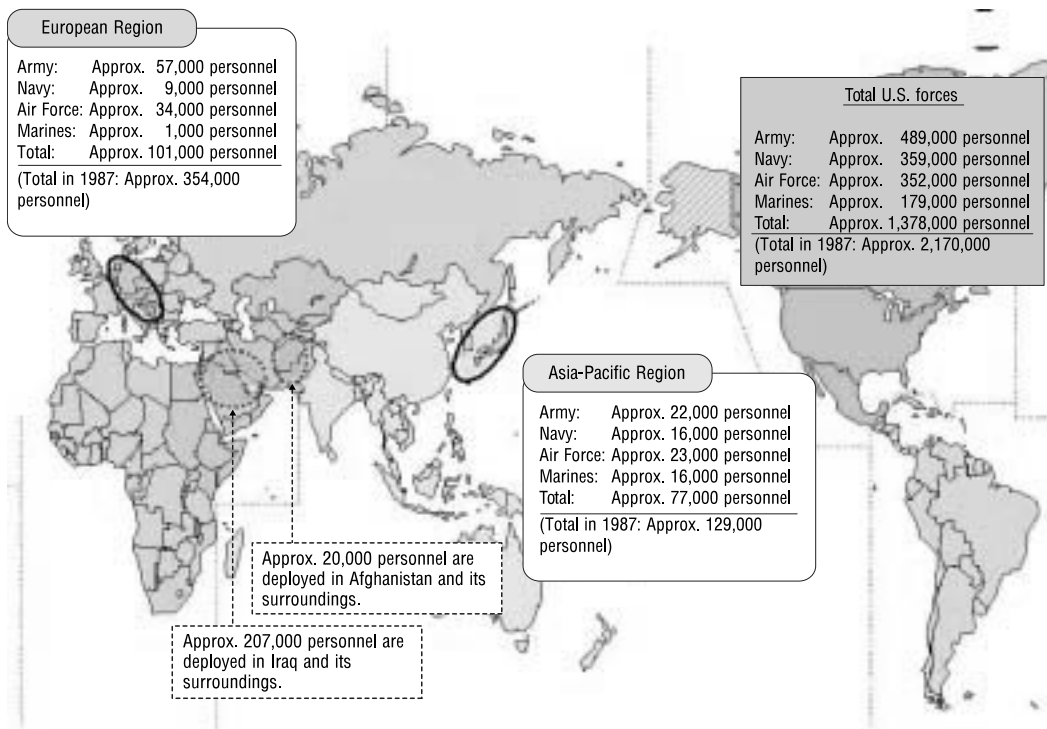 European Region
Army: Approx. 57,000 personnel
Navy: Approx. 9,000 personnel
Air Force: Approx. 34,000 personnel
Marines: Approx. 1,000 personnel
Total: Approx. 101,000 personnel
(Total in 1987: Approx. 354,000
personnel)
Total U.S. forces
Army: Approx. 489,000 personnel
Navy: Approx. 359,000 personnel
Air Force: Approx. 352,000 personnel
Marines: Approx. 179,000 personnel
Total: Approx. 1,378,000 personnel
(Total in 1987: Approx. 2,170,000
personnel)
Asia-Pacific Region
Army: Approx. 22,000 personnel
Navy: Approx. 16,000 personnel
Air Force: Approx. 23,000 personnel
Marines: Approx. 16,000 personnel
Total: Approx. 77,000 personnel
(Total in 1987: Approx. 129,000
personnel)
Approx. 20,000 personnel are
deployed in Afghanistan and its
surroundings.
Approx. 207,000 personnel are
deployed in Iraq and its
surroundings.